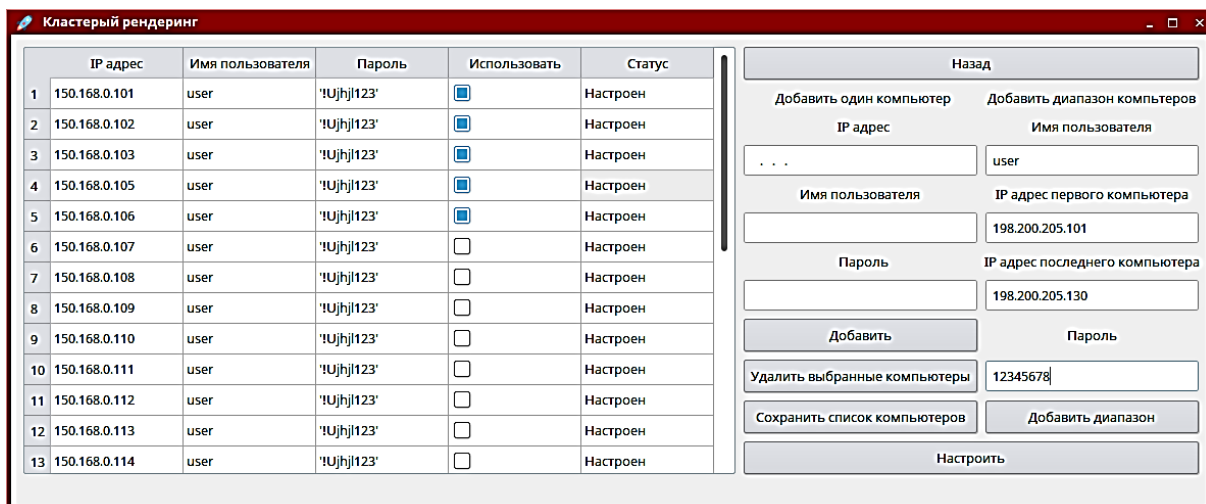 Кластерый рендеринг
IP адрес Имя пользователя Пароль Использовать Статус
1 150.168.0.101 user '!Ujhjl123' Настроен
2 150.168.0.102 user '!Ujhjl123' Настроен
3 150.168.0.103 user '!Ujhjl123' Настроен
4 150.168.0.105 user '!Ujhjl123' Настроен
5 150.168.0.106 user '!Ujhjl123' Настроен
6 150.168.0.107 user '!Ujhjl123' Настроен
7 150.168.0.108 user '!Ujhjl123' Настроен
8 150.168.0.109 user '!Ujhjl123' Настроен
9 150.168.0.110 user '!Ujhjl123' Настроен
10 150.168.0.111 user '!Ujhjl123' Настроен
11 150.168.0.112 user '!Ujhjl123' Настроен
12 150.168.0.113 user '!Ujhjl123' Настроен
13 150.168.0.114 user '!Ujhjl123' Настроен
Назад
Добавить один компьютер
IP адрес
. . .
Имя пользователя
Пароль
Добавить
Удалить выбранные компьютеры
Сохранить список компьютеров
Добавить диапазон компьтеров
Имя пользователя
user
IP адрес первого компьютера
198.200.205.101
IP адрес последнего компьютера
198.200.205.130
Пароль
12345678
Добавить диапазон
Настроить